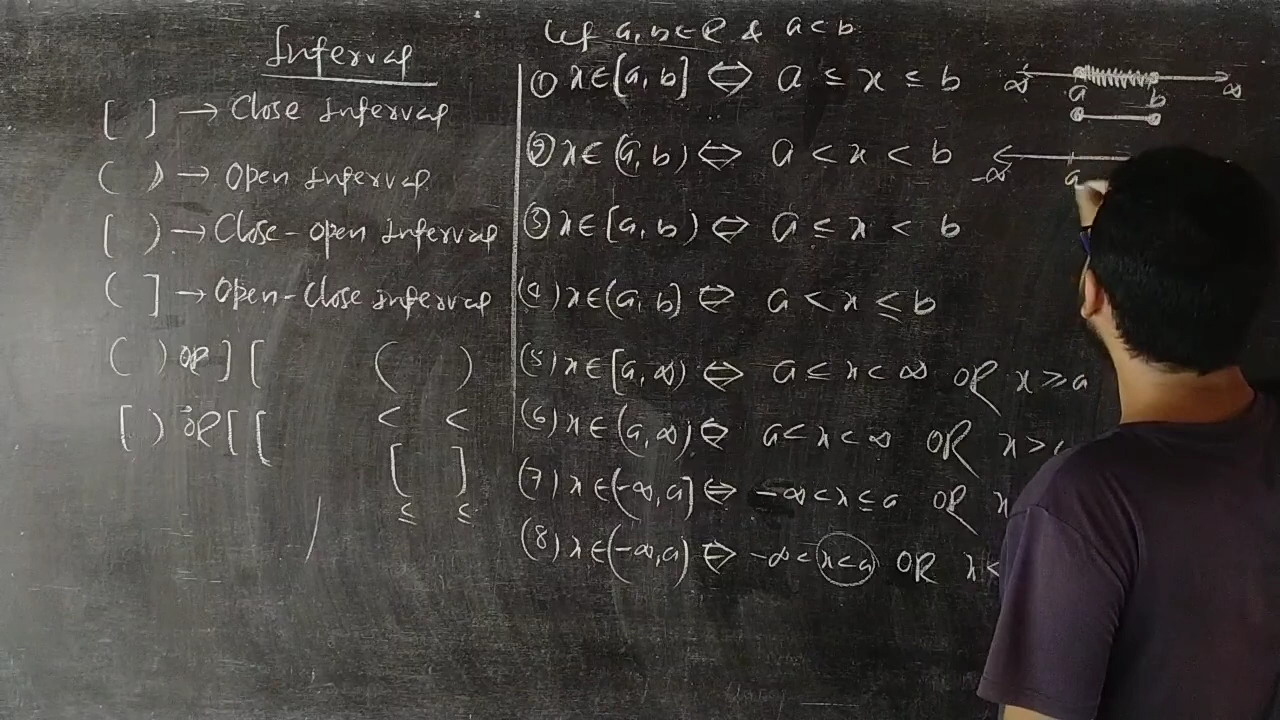 Interval
[ ] → Close Interval
( ) → Open Interval
[ ) → Close-open interval
( ] → Open-Close interval
( ) OR ] [
[ ) OR [ [
( )
< <
[ ]
≤ ≤
Let a, b ∈ R & a < b
① x ∈ [a, b] ⇔ a ≤ x ≤ b
② x ∈ (a, b) ⇔ a < x < b
③ x ∈ [a, b) ⇔ a ≤ x < b
(4) x ∈ (a, b] ⇔ a < x ≤ b
(5) x ∈ [a, ∞) ⇔ a ≤ x < ∞ OR x ≥ a
(6) x ∈ (a, ∞) ⇔ a < x < ∞ OR x >
(7) x ∈ (-∞, a] ⇔ -∞ < x ≤ a OR x
(8) x ∈ (-∞, a) ⇔ -∞ < x < a OR x <
-∞ a b ∞
-∞ a